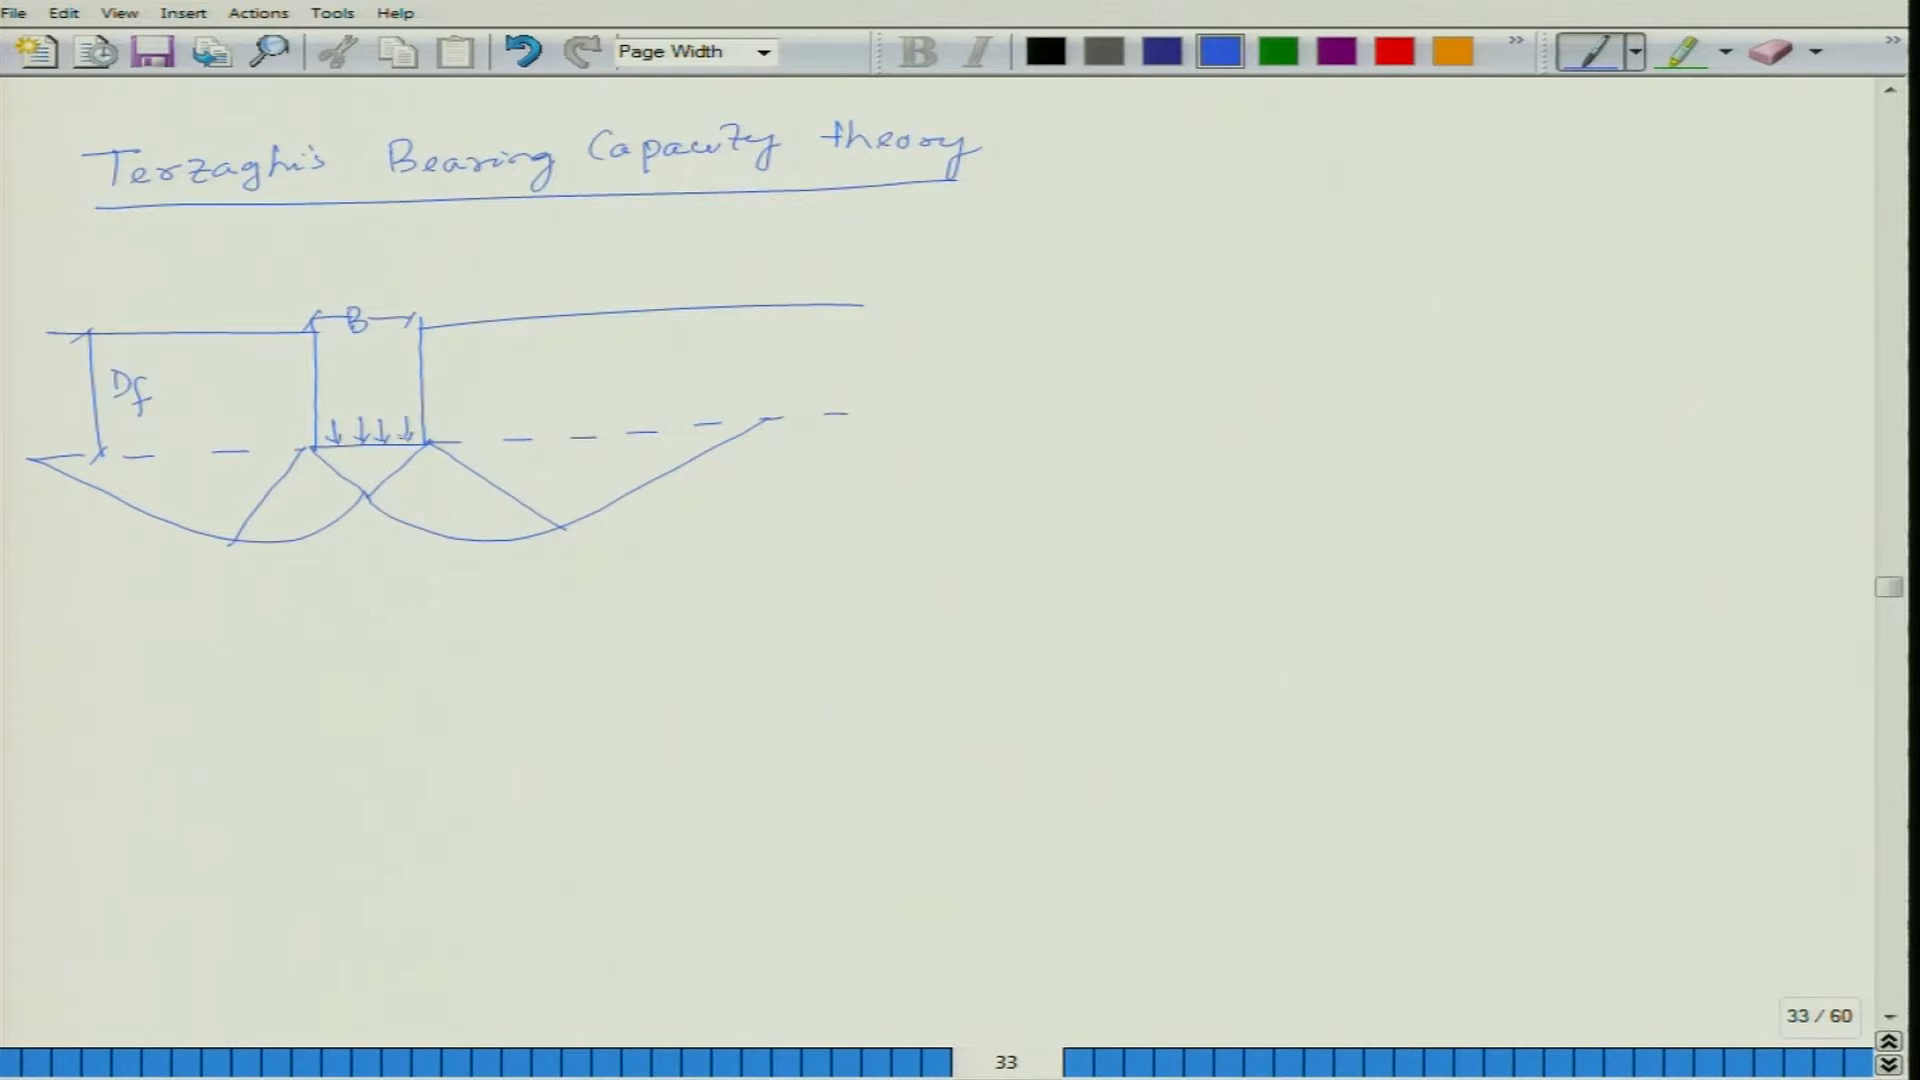 File Edit View Insert Actions Tools Help
Page Width
Terzaghi's Bearing Capacity theory
B
Df
33 / 60
33